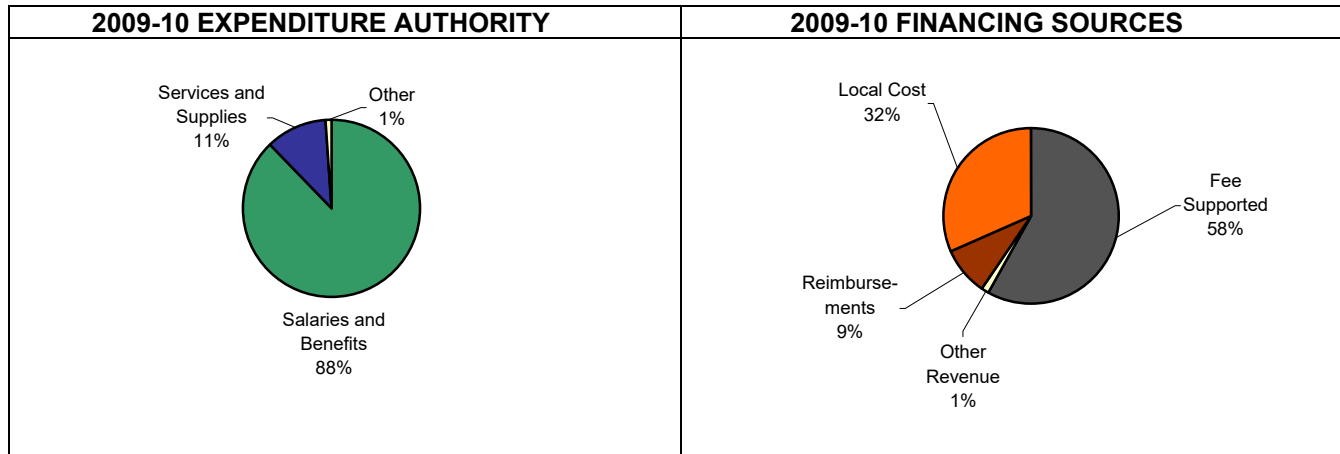 2009-10 EXPENDITURE AUTHORITY
Services and
Supplies
11%
Other
1%
Salaries and
Benefits
88%
2009-10 FINANCING SOURCES
Local Cost
32%
Fee
Supported
58%
Reimburse-
ments
9%
Other
Revenue
1%